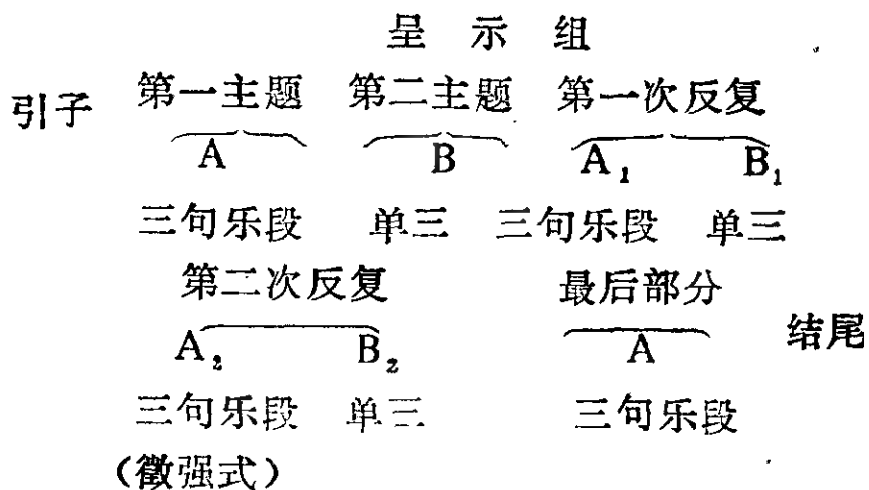 呈 示 组
引子 第一主题 第二主题 第一次反复
A B A₁ B₁
三句乐段 单三 三句乐段 单三
第二次反复 最后部分
A₂ B₂ A 结尾
三句乐段 单三 三句乐段
（徵强式）